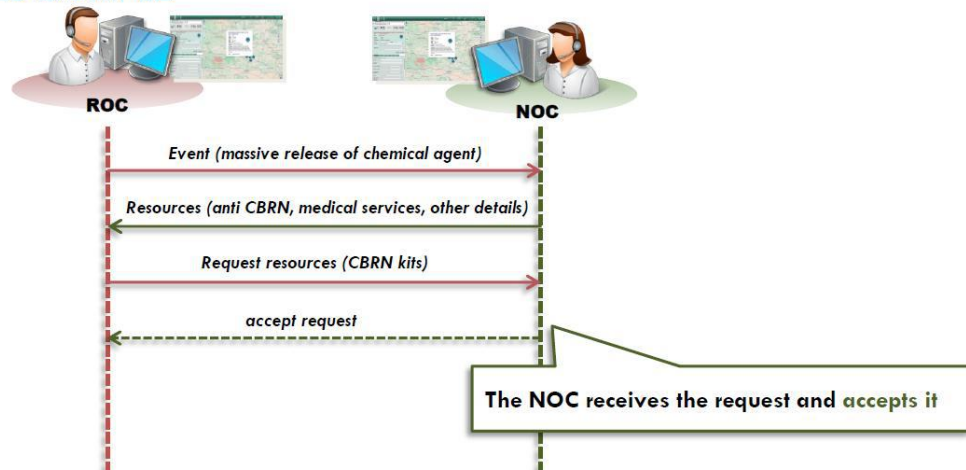 ROC
NOC
Event (massive release of chemical agent)
Resources (anti CBRN, medical services, other details)
Request resources (CBRN kits)
accept request
The NOC receives the request and accepts it